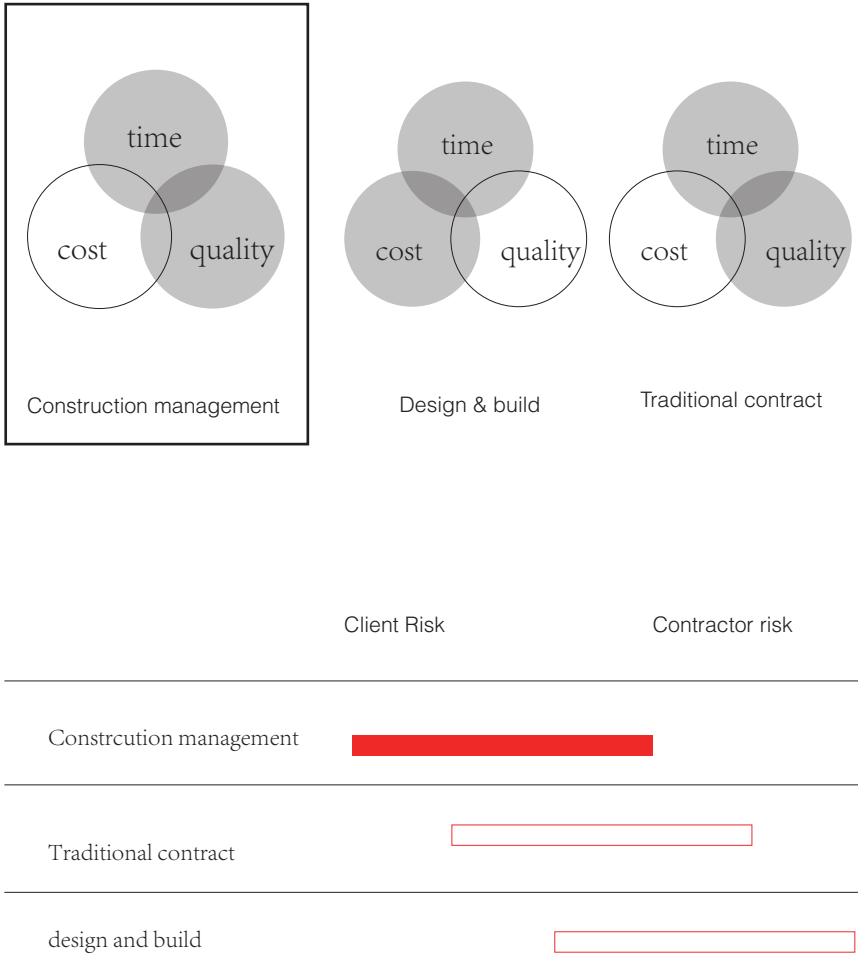 time
cost
quality
Construction management
time
cost
quality
Design & build
time
cost
quality
Traditional contract
Client Risk
Contractor risk
Constrcution management
Traditional contract
design and build